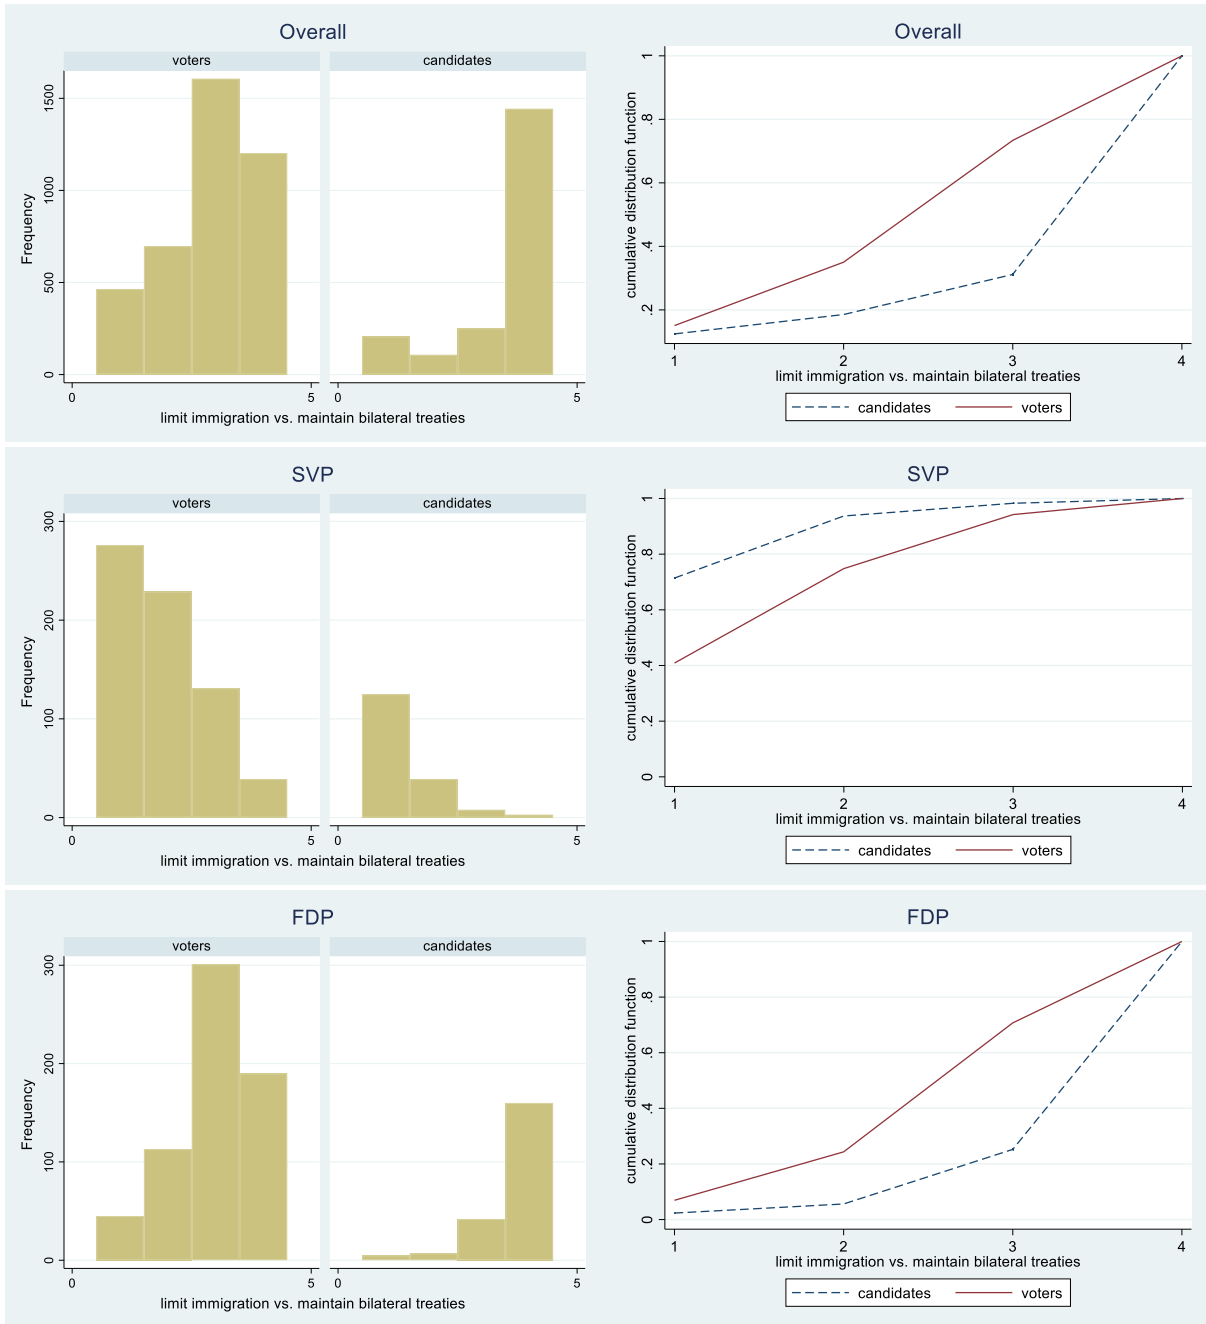 Overall
voters
candidates
Frequency
1500
1000
500
0
0
5
0
5
limit immigration vs. maintain bilateral treaties
Overall
cumulative distribution function
1
.8
.6
.4
.2
1
2
3
4
limit immigration vs. maintain bilateral treaties
candidates
voters
SVP
voters
candidates
Frequency
300
200
100
0
0
5
0
5
limit immigration vs. maintain bilateral treaties
SVP
cumulative distribution function
1
.8
.6
.4
.2
0
1
2
3
4
limit immigration vs. maintain bilateral treaties
candidates
voters
FDP
voters
candidates
Frequency
300
200
100
0
0
5
0
5
limit immigration vs. maintain bilateral treaties
FDP
cumulative distribution function
1
.8
.6
.4
.2
0
1
2
3
4
limit immigration vs. maintain bilateral treaties
candidates
voters